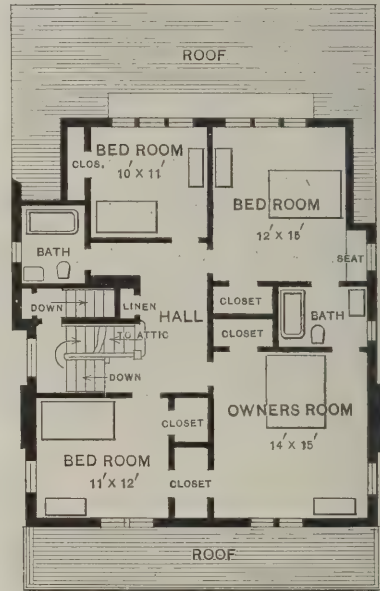 ROOF
BED ROOM
10' X 11'
CLOS.
BED ROOM
12' X 15'
BATH
SEAT
DOWN
LINEN
HALL
CLOSET
CLOSET
BATH
TO ATTIC
DOWN
OWNERS ROOM
14' X 15'
CLOSET
BED ROOM
11' X 12'
CLOSET
ROOF